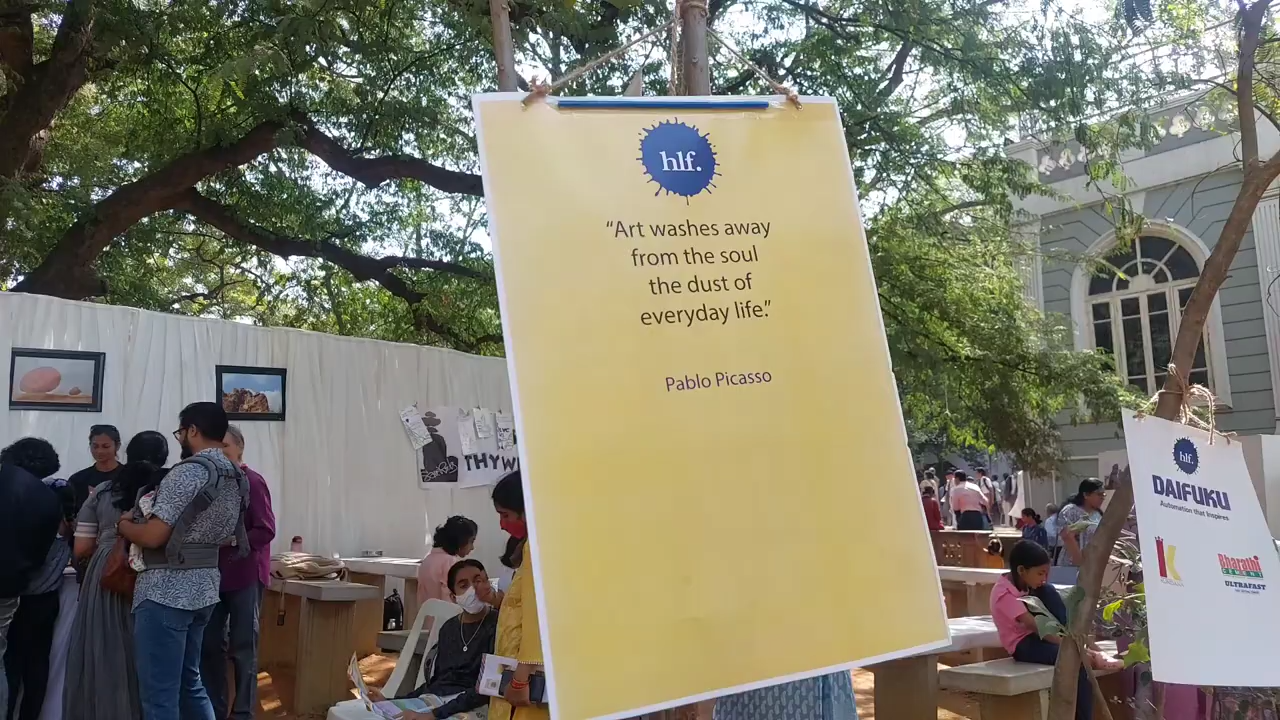 hlf.
“Art washes away
from the soul
the dust of
everyday life.”
Pablo Picasso
THYW
hlf.
DAIFUKU
Automation that Inspires
Bharathi
CEMENT
ULTRAFAST